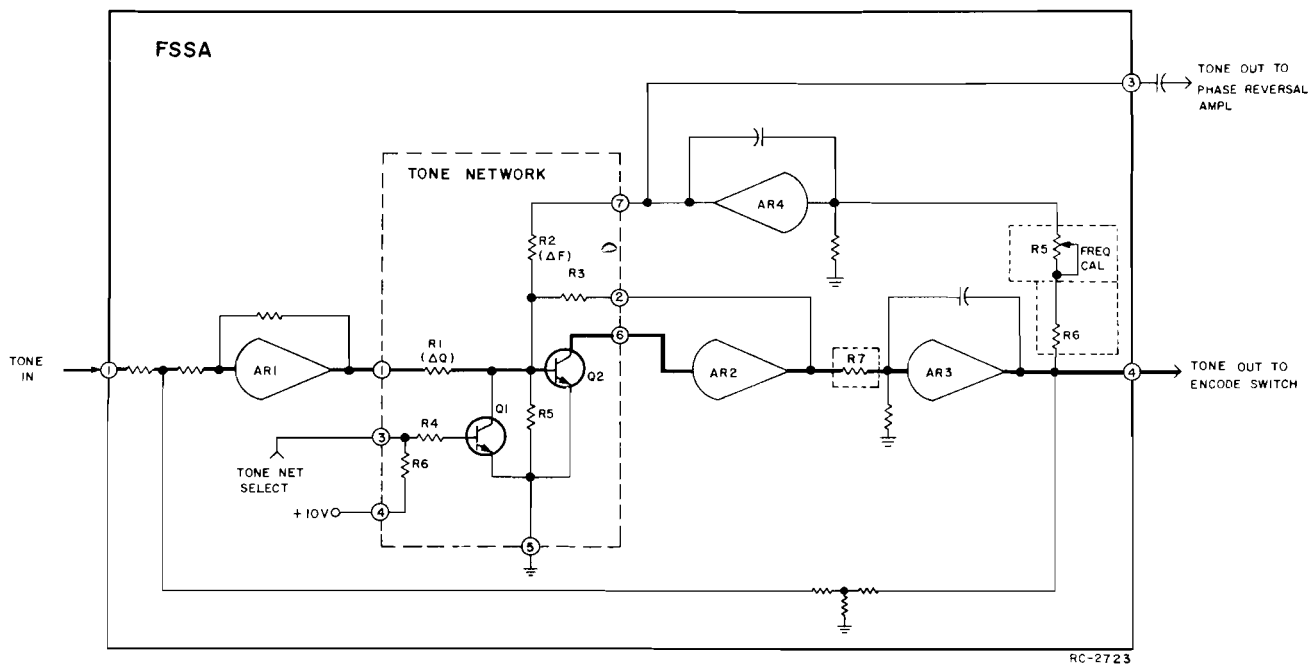 FSSA
3
TONE OUT TO
PHASE REVERSAL
AMPL
TONE NETWORK
7
AR4
R2
(ΔF)
R5
FREQ
CAL
R3
2
6
R6
TONE
IN
1
AR1
1
R1
(ΔQ)
Q2
AR2
R7
AR3
4
TONE OUT TO
ENCODE SWITCH
Q1
R5
3
R4
R6
TONE NET
SELECT
+10V
4
5
RC-2723